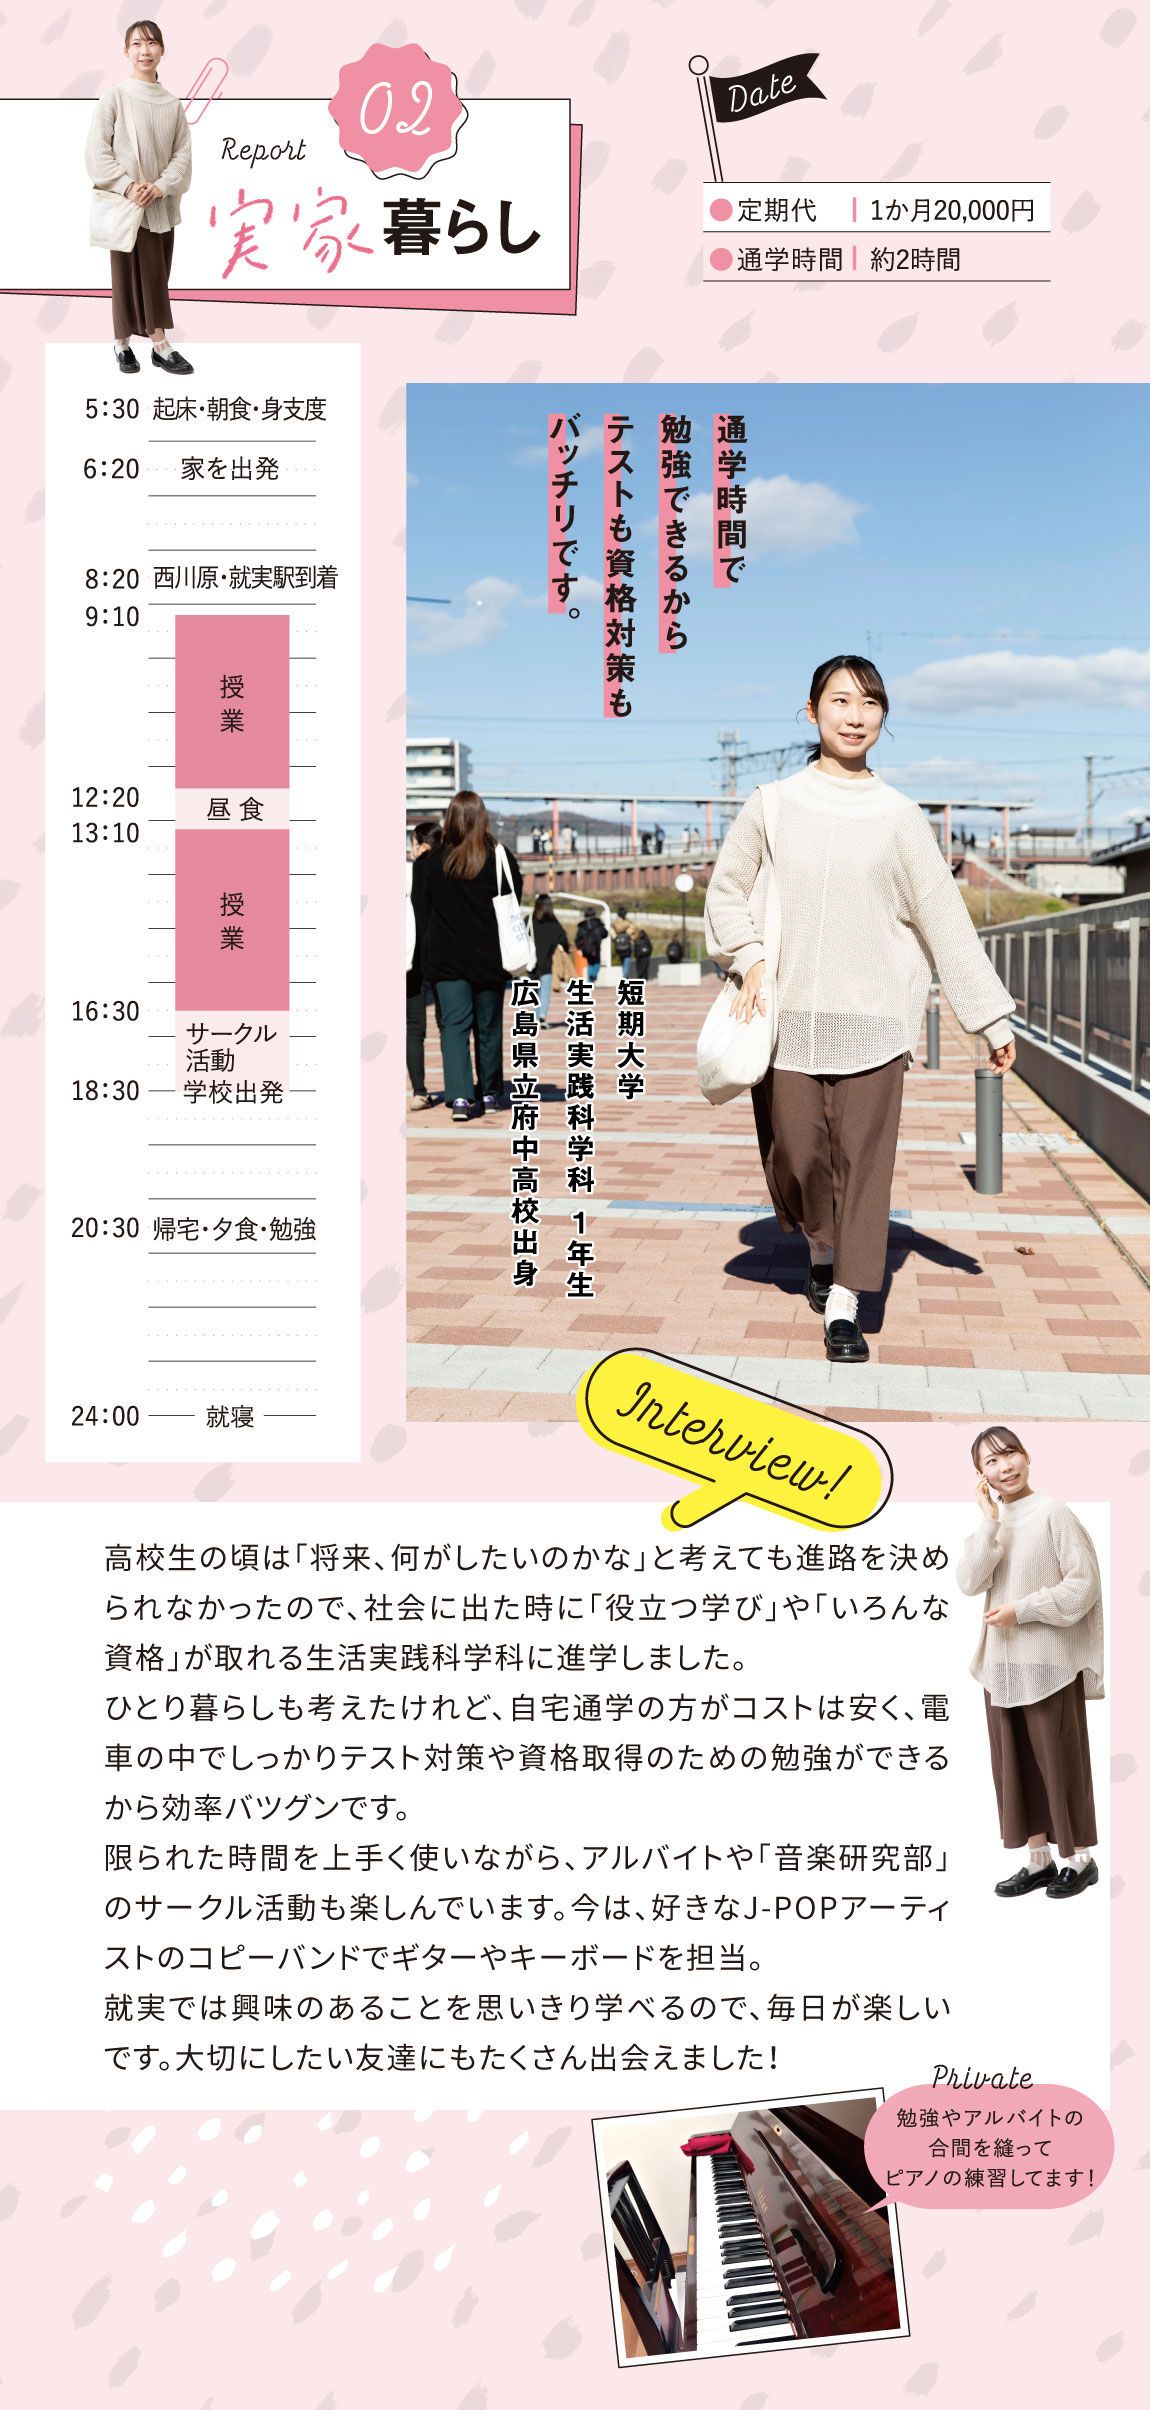 Report
02
実家暮らし
Date
定期代 1か月20,000円
通学時間 約2時間
5:30 起床・朝食・身支度
6:20 家を出発
8:20 西川原・就実駅到着
9:10
授業
12:20
昼食
13:10
授業
16:30
サークル
活動
18:30 学校出発
20:30 帰宅・夕食・勉強
24:00 就寝
通学時間で
勉強できるから
テストも資格対策も
バッチリです。
短期大学
生活実践科学科 1年生
広島県立府中高校出身
Interview!
高校生の頃は「将来、何がしたいのかな」と考えても進路を決め
られなかったので、社会に出た時に「役立つ学び」や「いろんな
資格」が取れる生活実践科学科に進学しました。
ひとり暮らしも考えたけれど、自宅通学の方がコストは安く、電
車の中でしっかりテスト対策や資格取得のための勉強ができる
から効率バツグンです。
限られた時間を上手く使いながら、アルバイトや「音楽研究部」
のサークル活動も楽しんでいます。今は、好きなJ-POPアーティ
ストのコピーバンドでギターやキーボードを担当。
就実では興味のあることを思いきり学べるので、毎日が楽しい
です。大切にしたい友達にもたくさん出会えました！
Private
勉強やアルバイトの
合間を縫って
ピアノの練習してます！